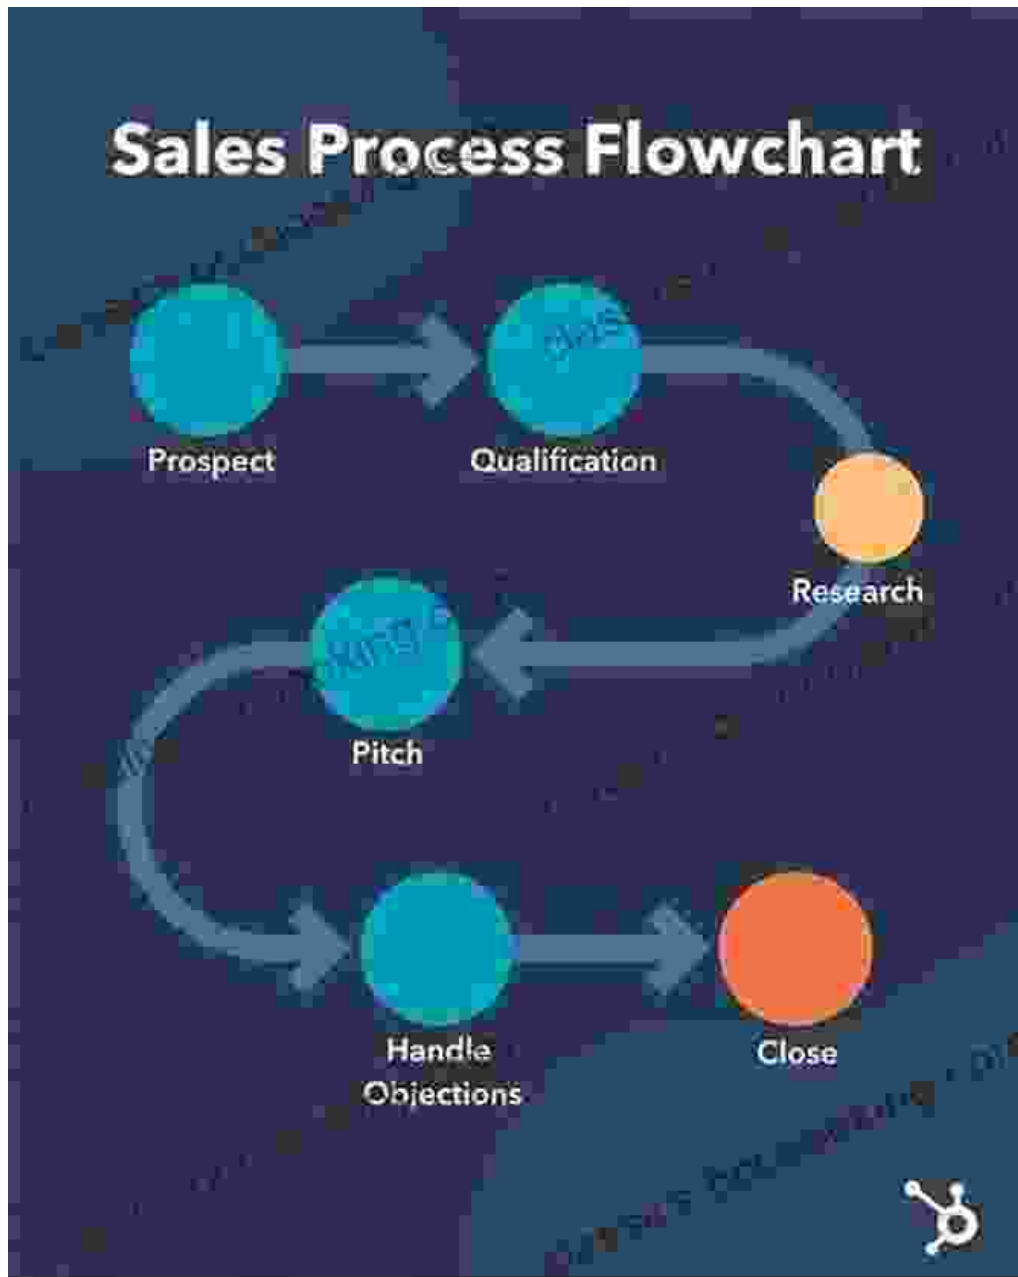 Sales Process Flowchart
Prospect
Qualification
Research
Pitch
Handle
Objections
Close